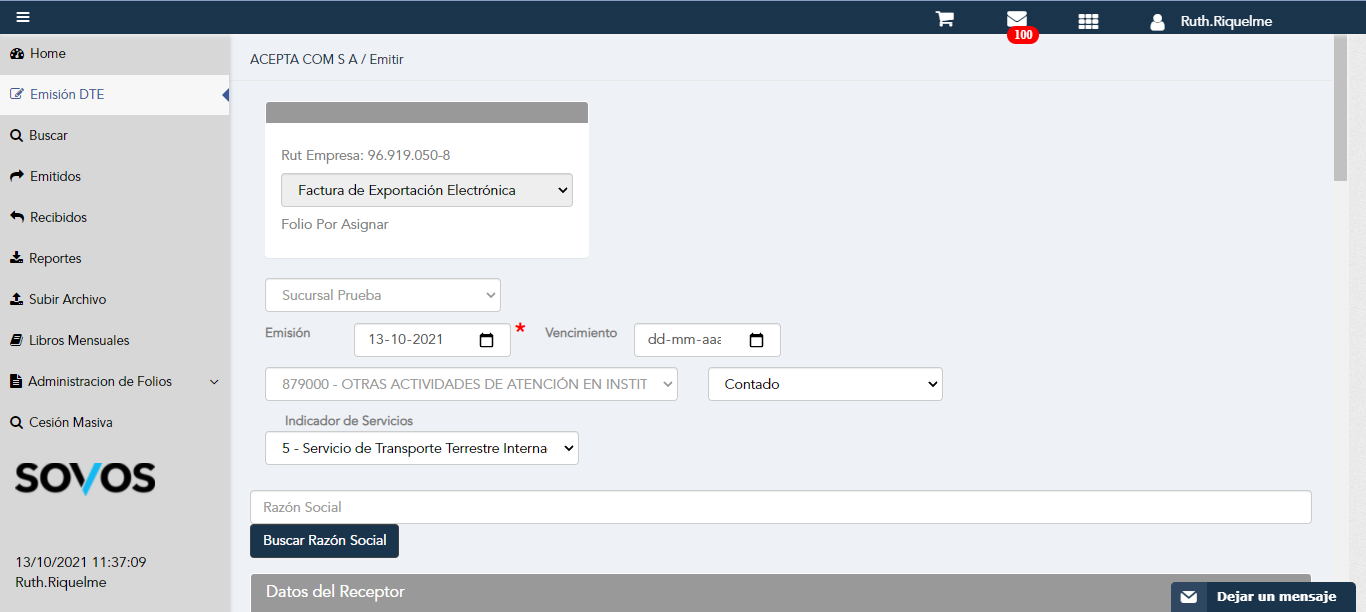 Ruth.Riquelme
100
Home
Emisión DTE
Buscar
Emitidos
Recibidos
Reportes
Subir Archivo
Libros Mensuales
Administracion de Folios
Cesión Masiva
SOVOS
13/10/2021 11:37:09
Ruth.Riquelme
ACEPTA COM S A / Emitir
Rut Empresa: 96.919.050-8
Factura de Exportación Electrónica
Folio Por Asignar
Sucursal Prueba
Emisión 13-10-2021 * Vencimiento dd-mm-aaa
879000 - OTRAS ACTIVIDADES DE ATENCIÓN EN INSTIT Contado
Indicador de Servicios
5 - Servicio de Transporte Terrestre Interna
Razón Social
Buscar Razón Social
Datos del Receptor
Dejar un mensaje